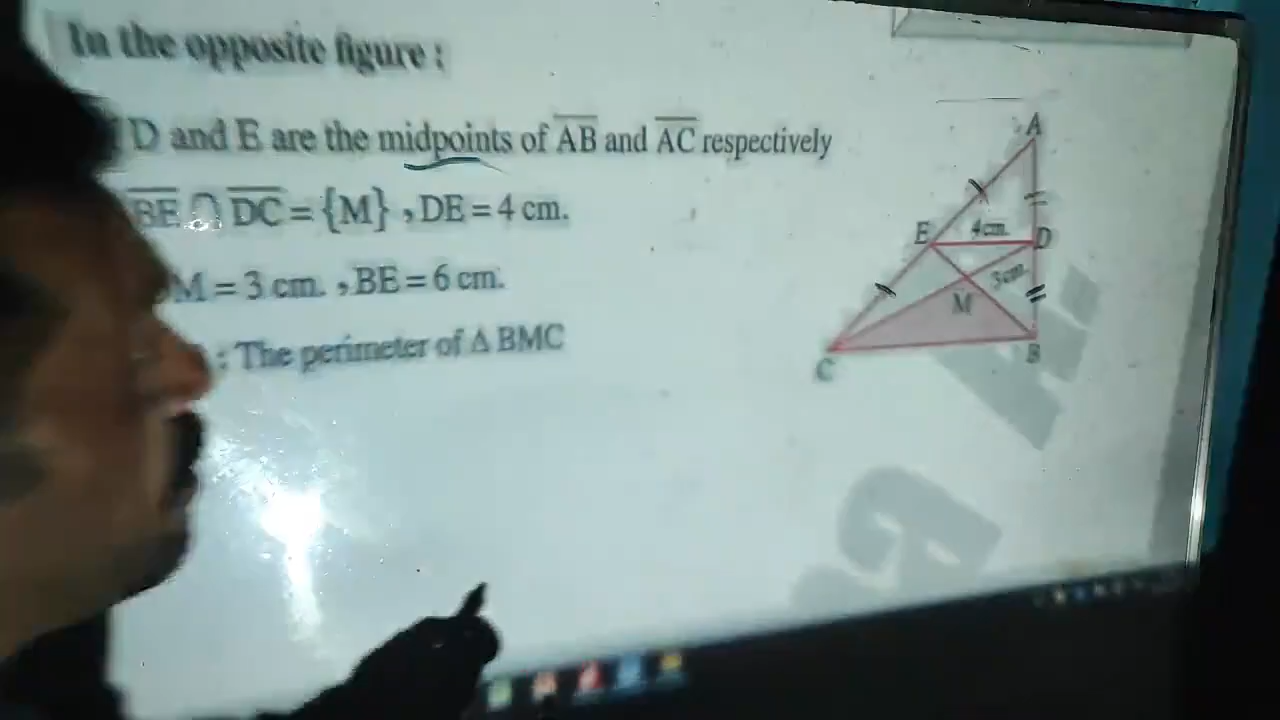 In the opposite figure :
D and E are the midpoints of AB and AC respectively
BE ∩ DC = {M} , DE = 4 cm.
M = 3 cm. , BE = 6 cm.
: The perimeter of Δ BMC
A
E 4cm. D
3cm.
M
C B